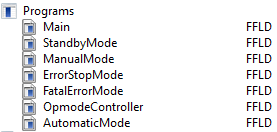 Programs
Main FFLD
StandbyMode FFLD
ManualMode FFLD
ErrorStopMode FFLD
FatalErrorMode FFLD
OpmodeController FFLD
AutomaticMode FFLD